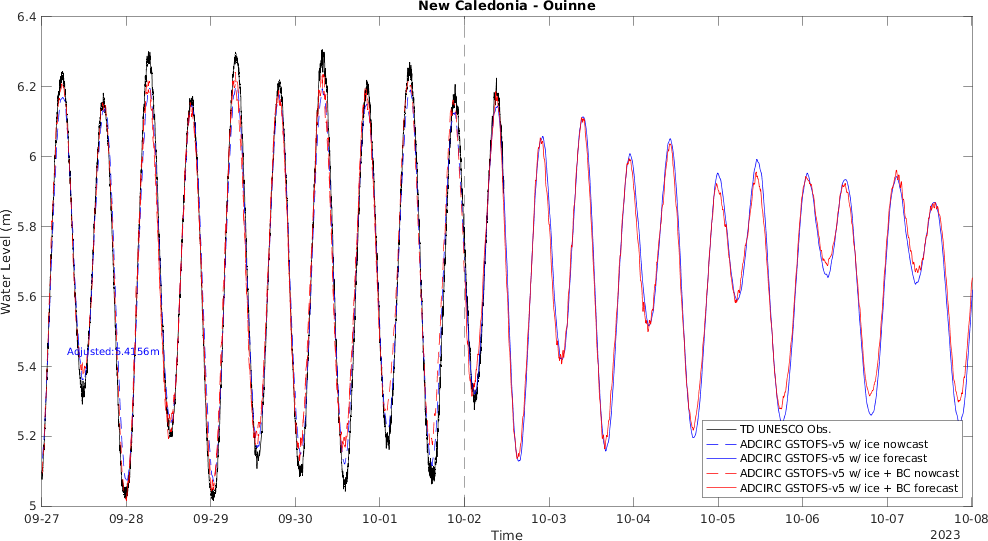 New Caledonia - Ouinne
6.4
6.2
6
5.8
5.6
5.4
5.2
5
Water Level (m)
Adjusted:5.4156m
TD UNESCO Obs.
ADCIRC GSTOFS-v5 w/ ice nowcast
ADCIRC GSTOFS-v5 w/ ice forecast
ADCIRC GSTOFS-v5 w/ ice + BC nowcast
ADCIRC GSTOFS-v5 w/ ice + BC forecast
09-27 09-28 09-29 09-30 10-01 10-02 10-03 10-04 10-05 10-06 10-07 10-08
Time
2023